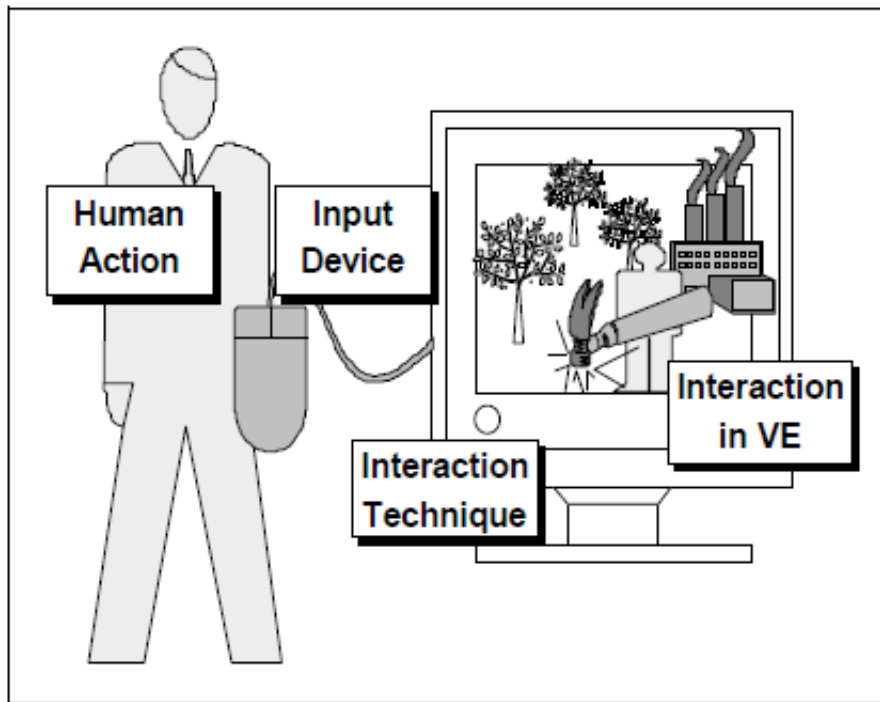 Human
Action
Input
Device
Interaction
Technique
Interaction
in VE